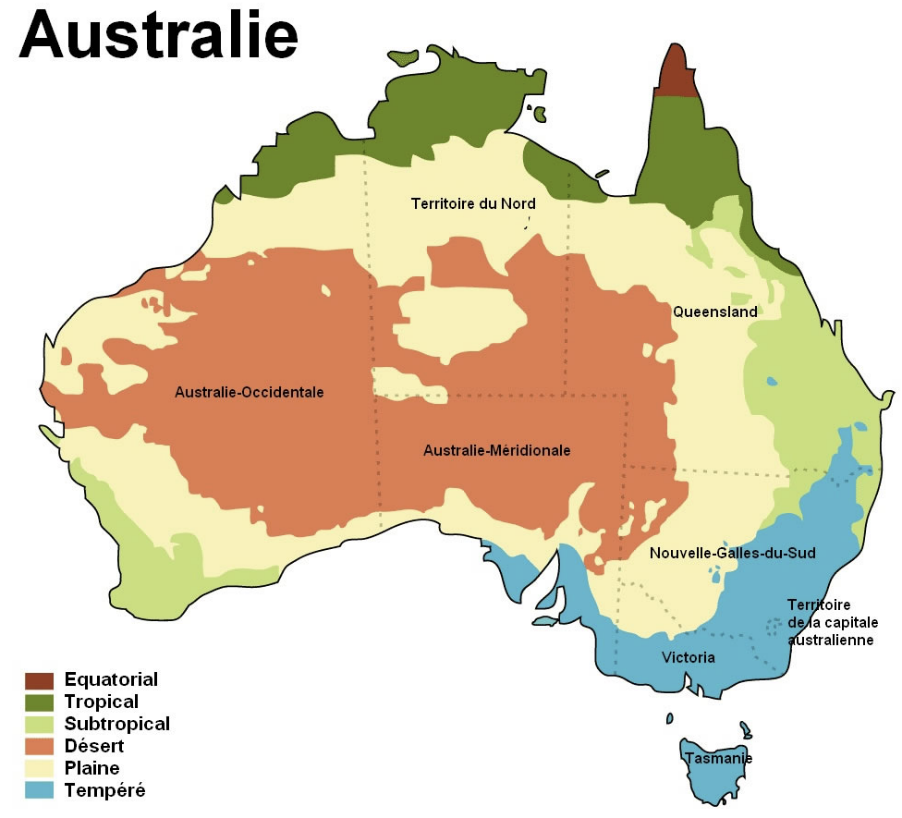 Australie
Territoire du Nord
Queensland
Australie-Occidentale
Australie-Méridionale
Nouvelle-Galles-du-Sud
Territoire
de la capitale
australienne
Victoria
Tasmanie
Equatorial
Tropical
Subtropical
Désert
Plaine
Tempéré